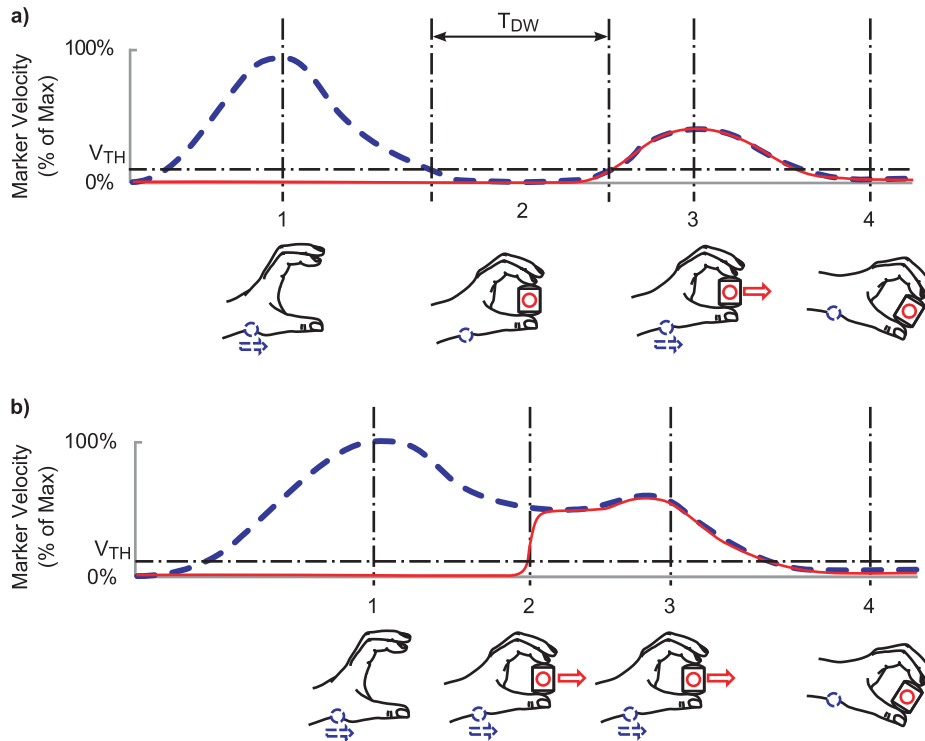 a)
T_DW
100%
Marker Velocity
(% of Max)
V_TH
0%
1
2
3
4
b)
100%
Marker Velocity
(% of Max)
V_TH
0%
1
2
3
4